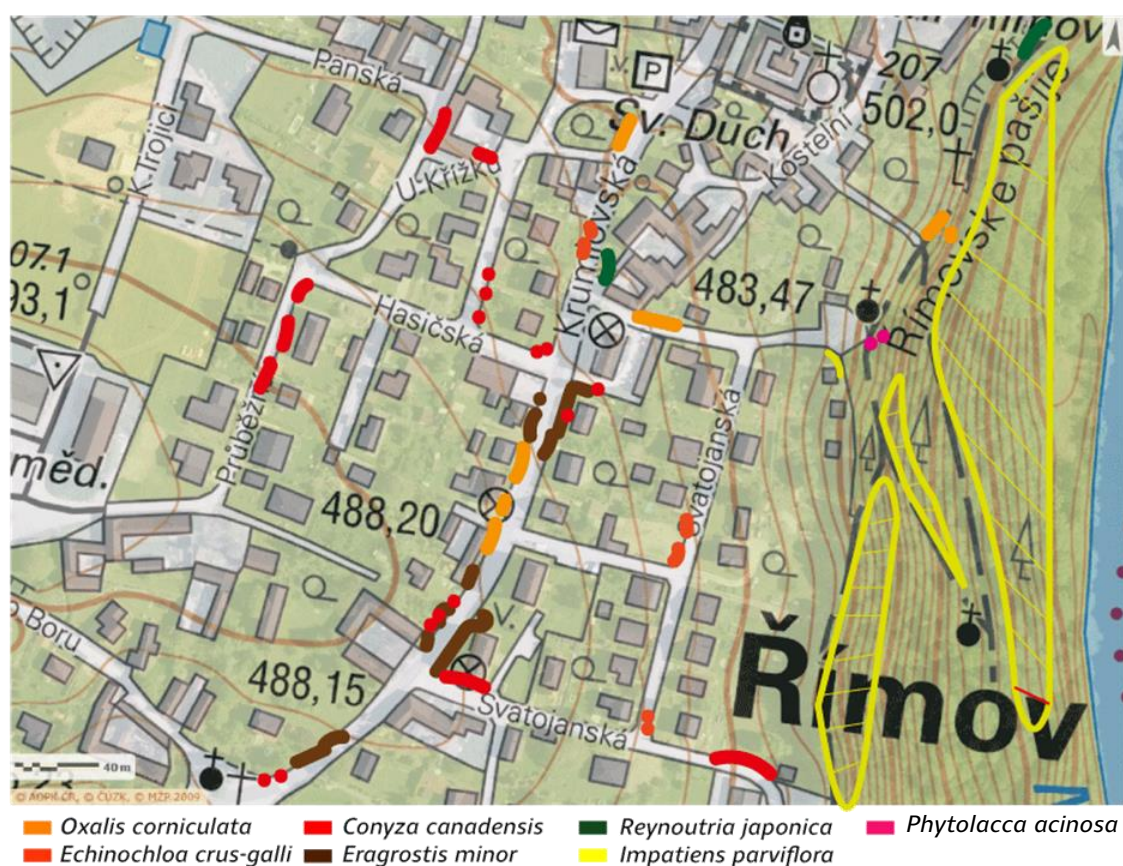 Pánská
P
Sv. Duch
207
502,0
Kostelní
K Trojici
U Křížku
Krumlovská
Římovské pašije
07.1
93,1°
483,47
Hasičská
Průběžná
měd.
488,20
Svatojanská
V.
Boru
488,15
Svatojanská
Římov
40 m
© AOPK ČR, © ČÚZK, © MŽP 2009
Oxalis corniculata
Conyza canadensis
Reynoutria japonica
Phytolacca acinosa
Echinochloa crus-galli
Eragrostis minor
Impatiens parviflora